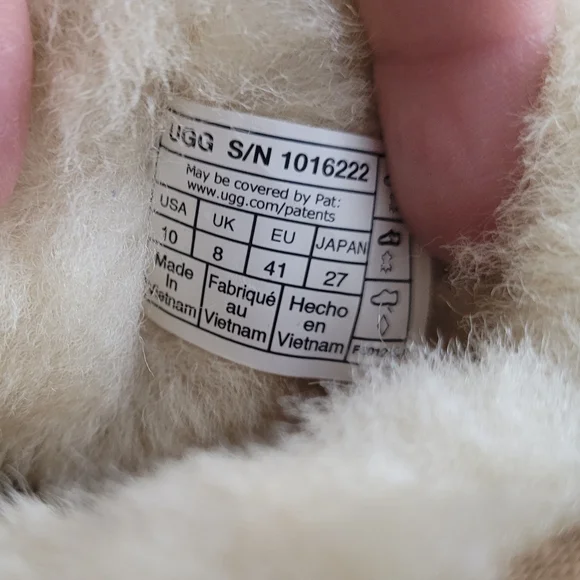 UGG S/N 1016222
May be covered by Pat:
www.ugg.com/patents
USA UK EU JAPAN
10 8 41 27
Made Fabriqué Hecho
In au en
Vietnam Vietnam Vietnam